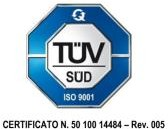 TÜV
SÜD
ISO 9001
CERTIFICATO N. 50 100 14484 – Rev. 005